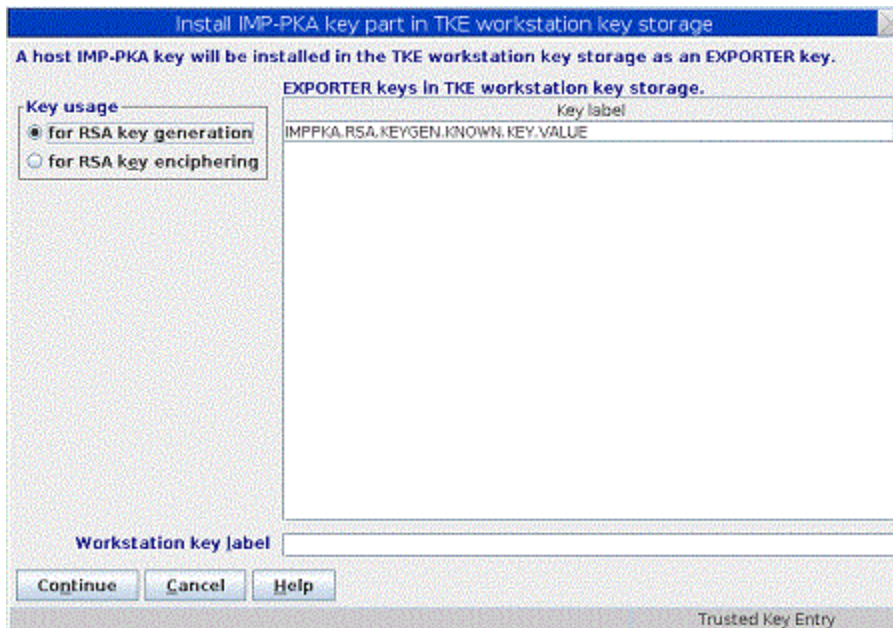 Install IMP-PKA key part in TKE workstation key storage
A host IMP-PKA key will be installed in the TKE workstation key storage as an EXPORTER key.
EXPORTER keys in TKE workstation key storage.
Key usage
Key label
for RSA key generation
IMPPKA.RSA.KEYGEN.KNOWN.KEY.VALUE
for RSA key enciphering
Workstation key label
Continue Cancel Help
Trusted Key Entry